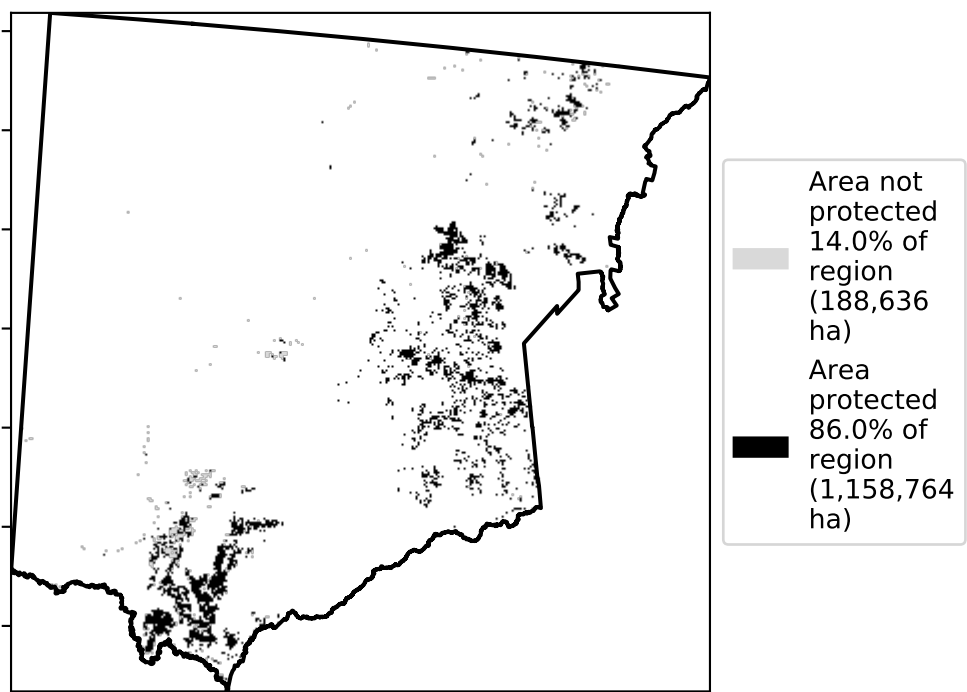 Area not
protected
14.0% of
region
(188,636
ha)
Area
protected
86.0% of
region
(1,158,764
ha)